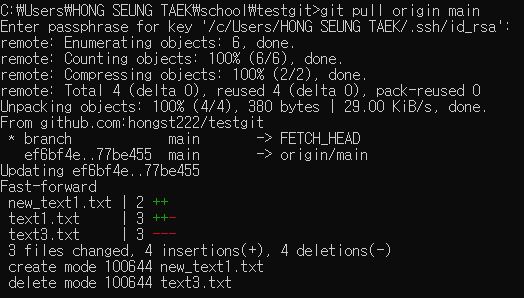 C:₩Users₩HONG SEUNG TAEK₩school₩testgit>git pull origin main
Enter passphrase for key '/c/Users/HONG SEUNG TAEK/.ssh/id_rsa':
remote: Enumerating objects: 6, done.
remote: Counting objects: 100% (6/6), done.
remote: Compressing objects: 100% (2/2), done.
remote: Total 4 (delta 0), reused 4 (delta 0), pack-reused 0
Unpacking objects: 100% (4/4), 380 bytes | 29.00 KiB/s, done.
From github.com:hongst222/testgit
 * branch            main       -> FETCH_HEAD
   ef6bf4e..77be455  main       -> origin/main
Updating ef6bf4e..77be455
Fast-forward
 new_text1.txt | 2 ++
 text1.txt     | 3 ++-
 text3.txt     | 3 ---
 3 files changed, 4 insertions(+), 4 deletions(-)
 create mode 100644 new_text1.txt
 delete mode 100644 text3.txt